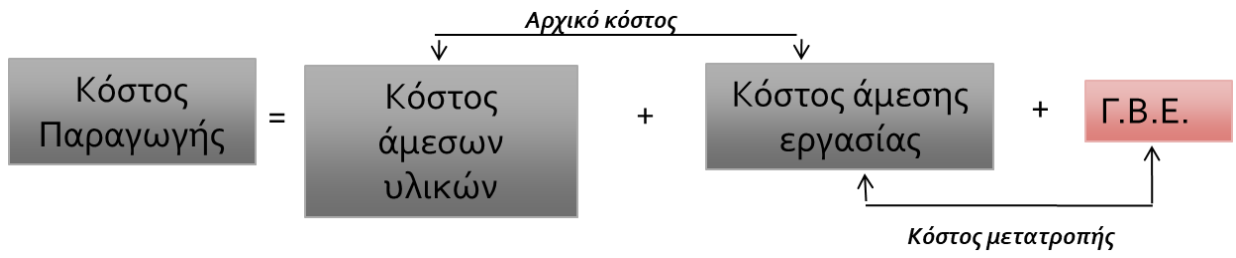 Αρχικό κόστος
Κόστος
Παραγωγής
=
Κόστος
άμεσων
υλικών
+
Κόστος άμεσης
εργασίας
+
Γ.Β.Ε.
Κόστος μετατροπής